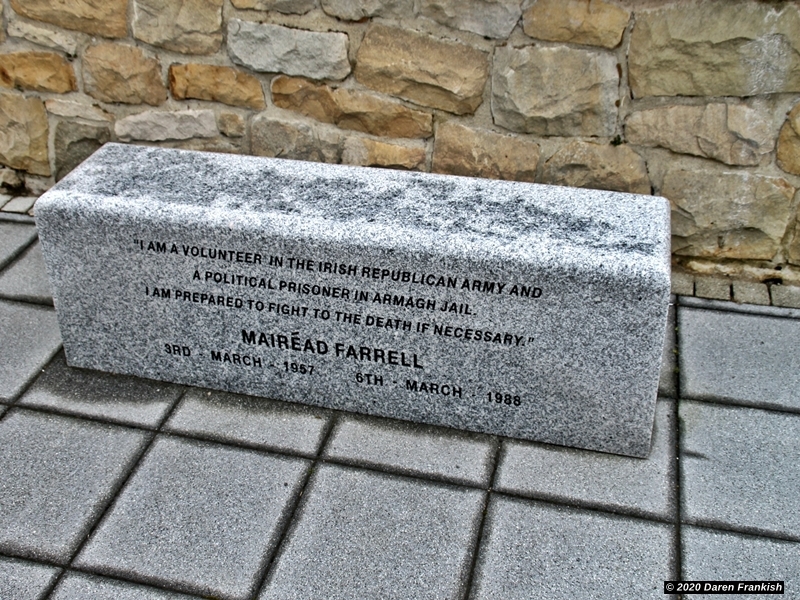 "I AM A VOLUNTEER IN THE IRISH REPUBLICAN ARMY AND
A POLITICAL PRISONER IN ARMAGH JAIL.
I AM PREPARED TO FIGHT TO THE DEATH IF NECESSARY."
MAIRÉAD FARRELL
3RD - MARCH - 1957 6TH - MARCH - 1988
© 2020 Daren Frankish